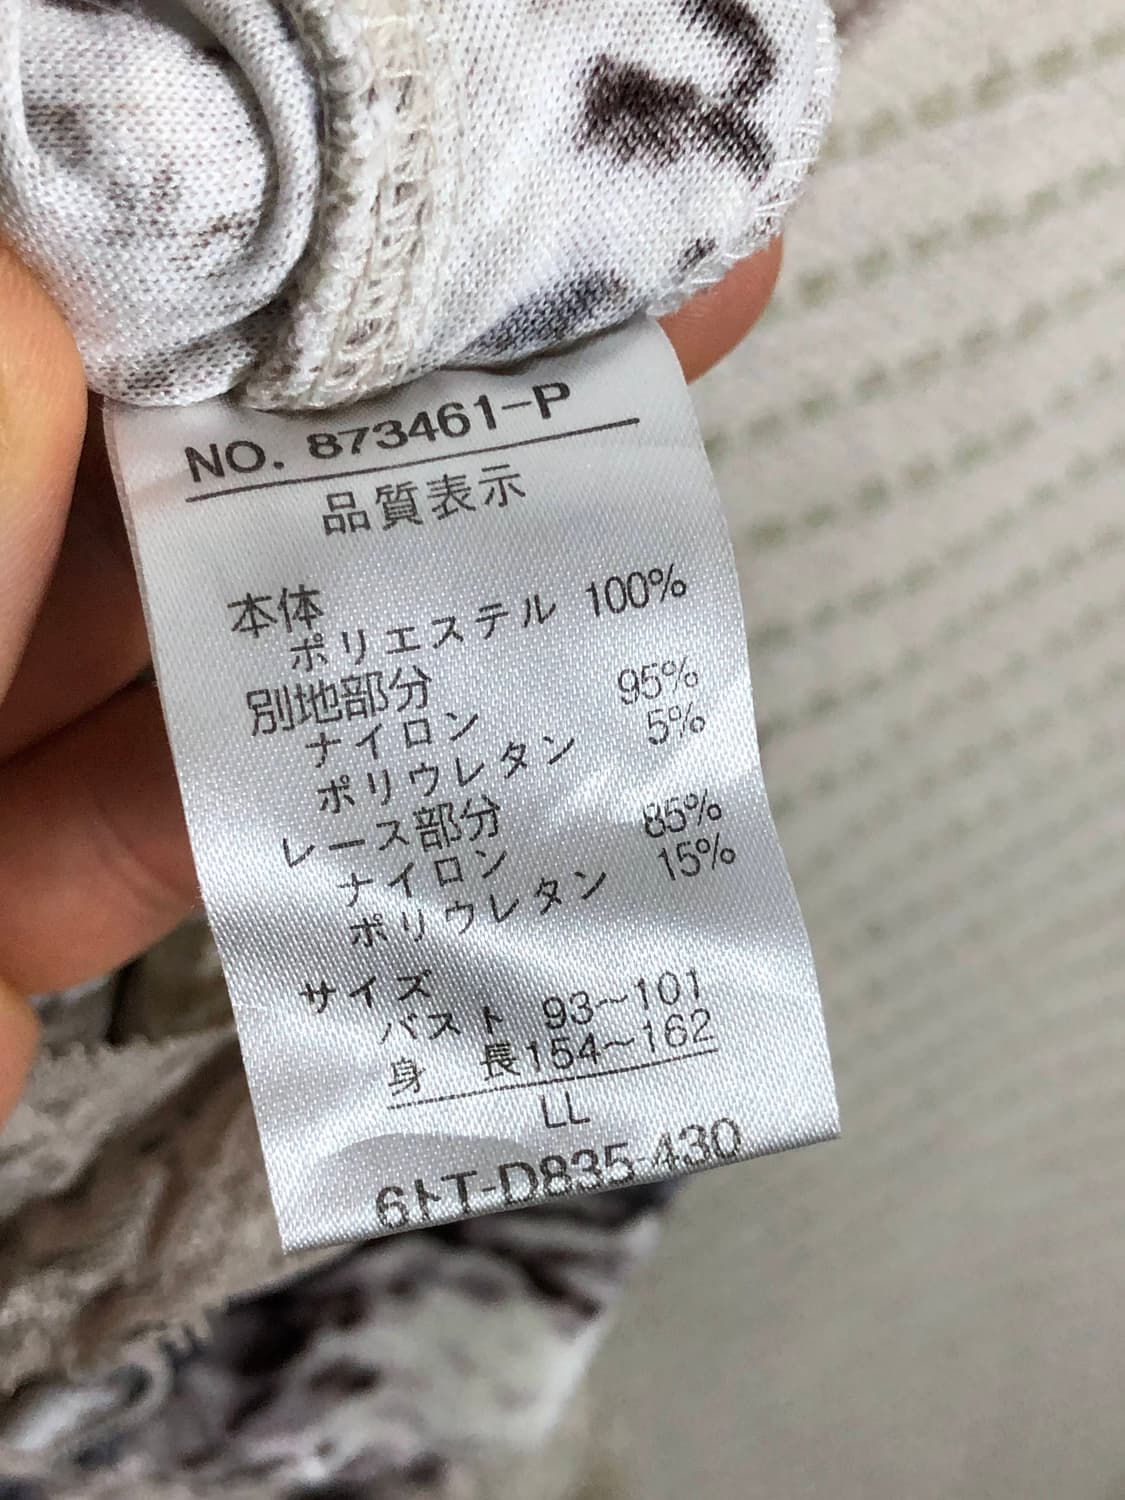 NO. 873461-P
品質表示
本体
ポリエステル 100%
別地部分
ナイロン 95%
ポリウレタン 5%
レース部分
ナイロン 85%
ポリウレタン 15%
サイズ
バスト 93～101
身 長154～162
LL
6トT-D835-430